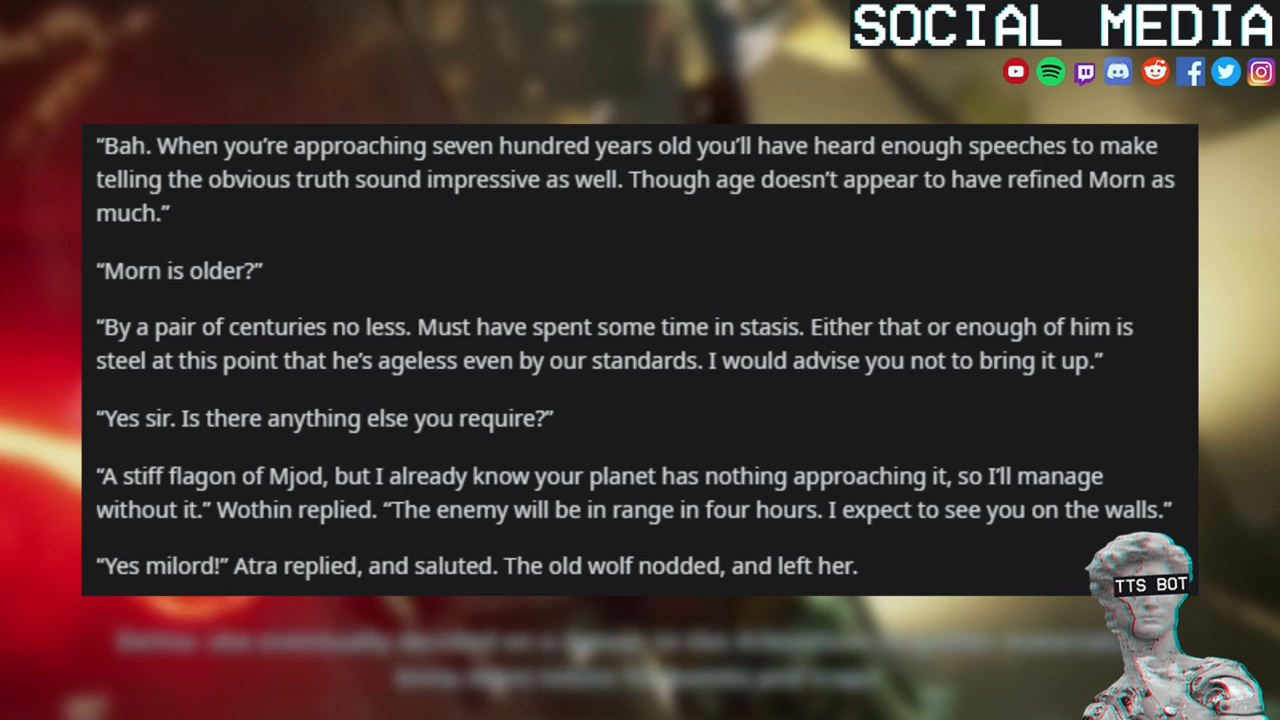 SOCIAL MEDIA
“Bah. When you’re approaching seven hundred years old you’ll have heard enough speeches to make
telling the obvious truth sound impressive as well. Though age doesn’t appear to have refined Morn as
much.”
“Morn is older?”
“By a pair of centuries no less. Must have spent some time in stasis. Either that or enough of him is
steel at this point that he’s ageless even by our standards. I would advise you not to bring it up.”
“Yes sir. Is there anything else you require?”
“A stiff flagon of Mjod, but I already know your planet has nothing approaching it, so I’ll manage
without it.” Wothin replied. “The enemy will be in range in four hours. I expect to see you on the walls.”
“Yes milord!” Atra replied, and saluted. The old wolf nodded, and left her.
TTS BOT